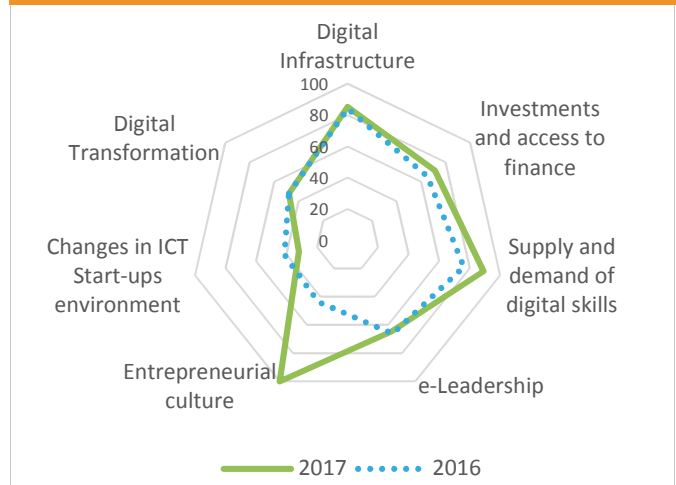 Digital
Infrastructure
100
80
60
40
20
0
Investments
and access to
finance
Supply and
demand of
digital skills
e-Leadership
Entrepreneurial
culture
Changes in ICT
Start-ups
environment
Digital
Transformation
2017
2016